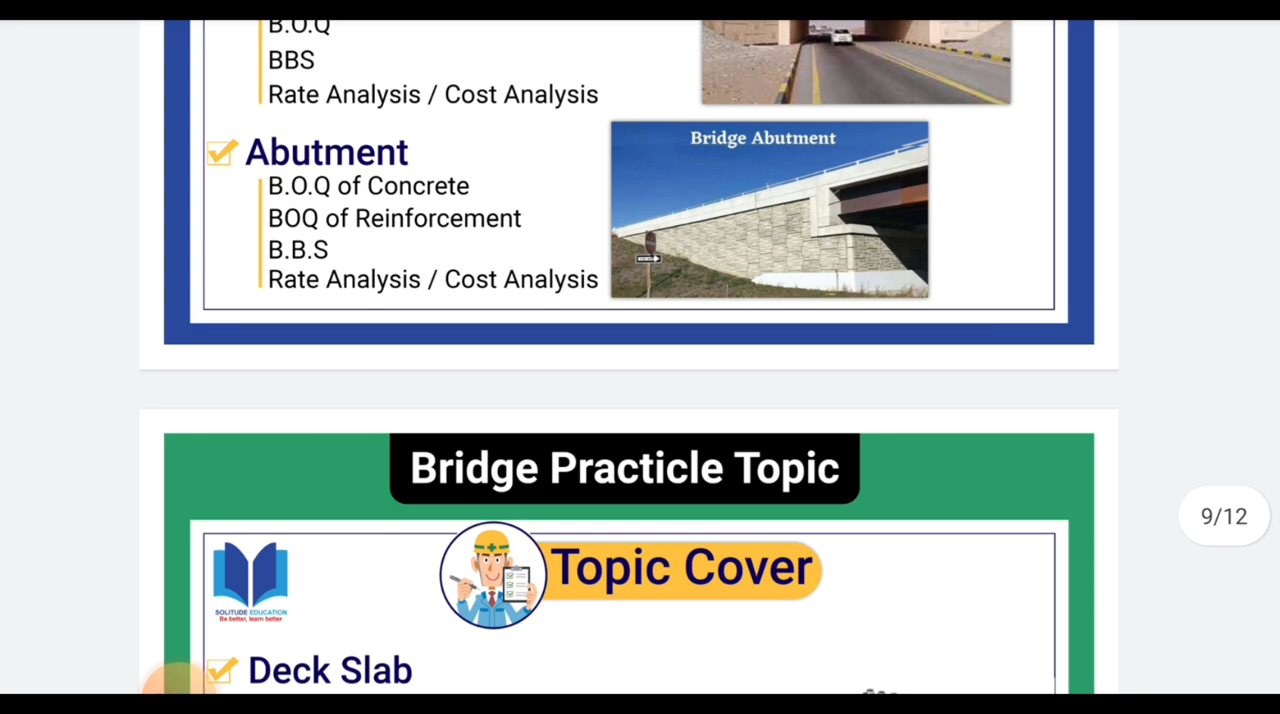 B.O.Q
BBS
Rate Analysis / Cost Analysis
Abutment
B.O.Q of Concrete
BOQ of Reinforcement
B.B.S
Rate Analysis / Cost Analysis
Bridge Abutment
Bridge Practicle Topic
9/12
Topic Cover
SOLITUDE EDUCATION
Be better, learn better
Deck Slab